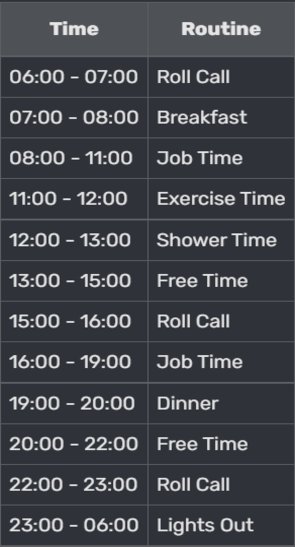 Time Routine
06:00 - 07:00 Roll Call
07:00 - 08:00 Breakfast
08:00 - 11:00 Job Time
11:00 - 12:00 Exercise Time
12:00 - 13:00 Shower Time
13:00 - 15:00 Free Time
15:00 - 16:00 Roll Call
16:00 - 19:00 Job Time
19:00 - 20:00 Dinner
20:00 - 22:00 Free Time
22:00 - 23:00 Roll Call
23:00 - 06:00 Lights Out